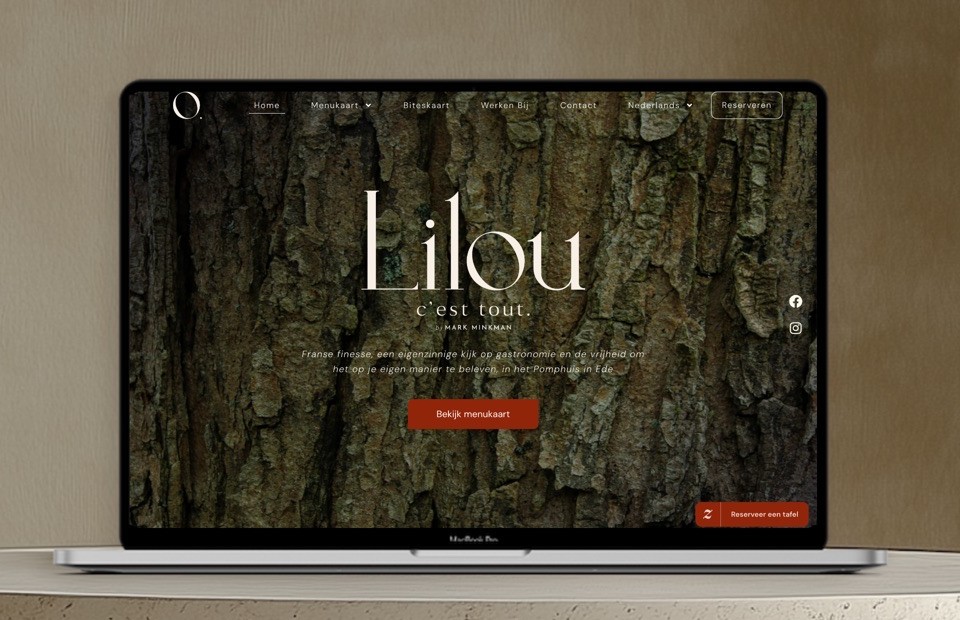 O.
Home Menukaart Biteskaart Werken Bij Contact Nederlands Reserveren
Lilou
c'est tout.
by MARK MINKMAN
Franse finesse, een eigenzinnige kijk op gastronomie en de vrijheid om
het op je eigen manier te beleven, in het Pomphuis in Ede
Bekijk menukaart
Z Reserveer een tafel
MacBook Pro